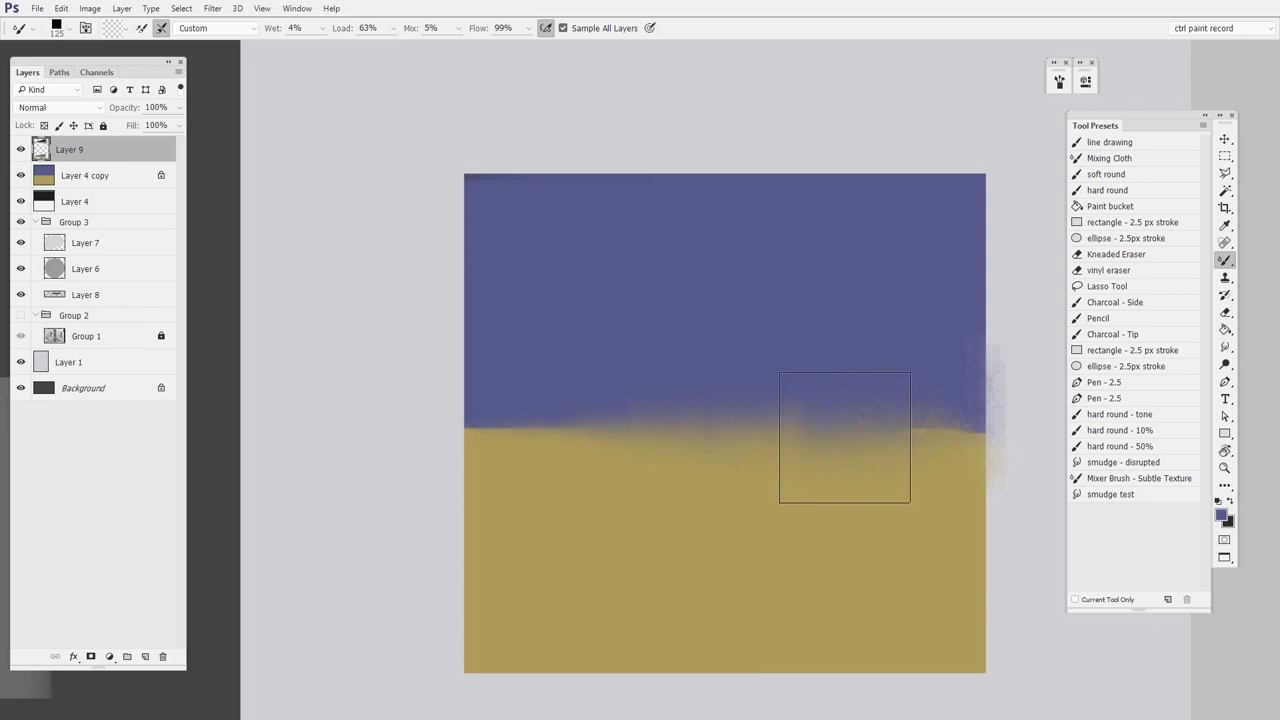 Ps File Edit Image Layer Type Select Filter 3D View Window Help
125 Custom Wet: 4% Load: 63% Mix: 5% Flow: 99% Sample All Layers ctrl paint record
Layers Paths Channels
Kind
Normal Opacity: 100%
Lock: Fill: 100%
Layer 9
Layer 4 copy
Layer 4
Group 3
Layer 7
Layer 6
Layer 8
Group 2
Group 1
Layer 1
Background
fx
Tool Presets
line drawing
Mixing Cloth
soft round
hard round
Paint bucket
rectangle - 2.5 px stroke
ellipse - 2.5px stroke
Kneaded Eraser
vinyl eraser
Lasso Tool
Charcoal - Side
Pencil
Charcoal - Tip
rectangle - 2.5 px stroke
ellipse - 2.5px stroke
Pen - 2.5
Pen - 2.5
hard round - tone
hard round - 10%
hard round - 50%
smudge - disrupted
Mixer Brush - Subtle Texture
smudge test
Current Tool Only